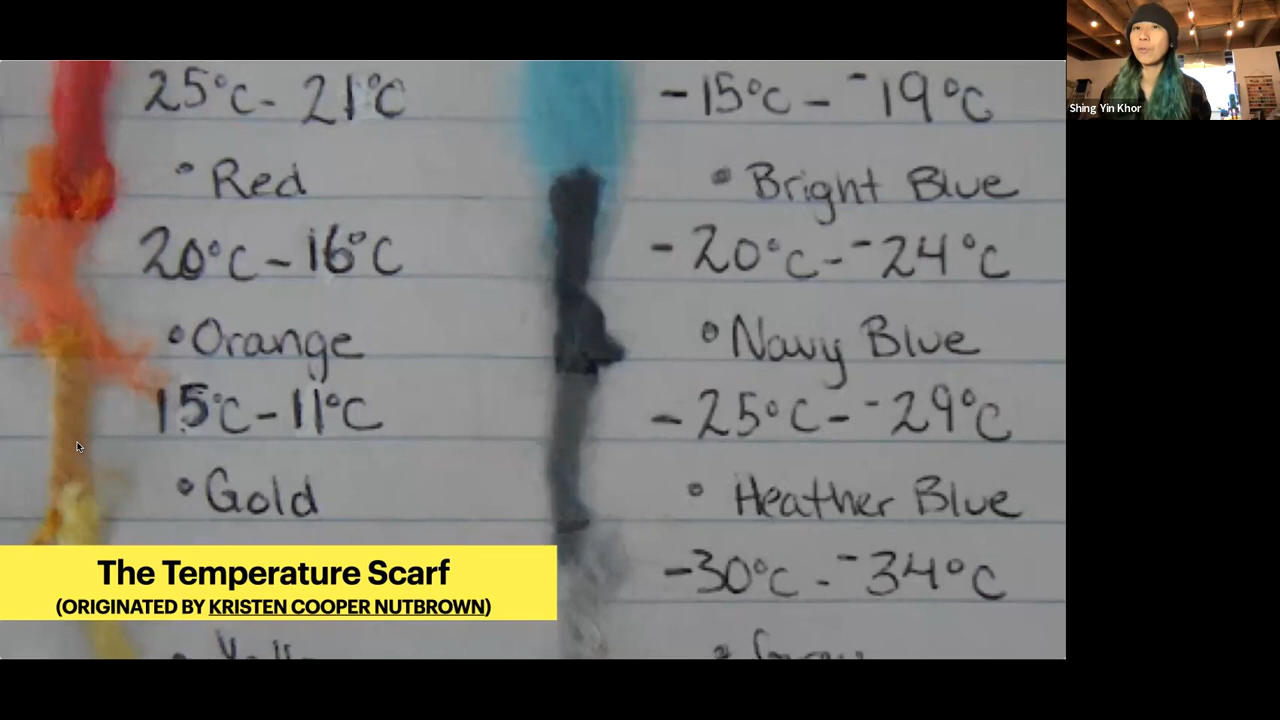 25°C - 21°C
• Red
20°C - 16°C
• Orange
15°C - 11°C
• Gold
-15°C - -19°C
• Bright Blue
-20°C - -24°C
• Navy Blue
-25°C - -29°C
• Heather Blue
-30°C - -34°C
The Temperature Scarf
(ORIGINATED BY KRISTEN COOPER NUTBROWN)
Shing Yin Khor